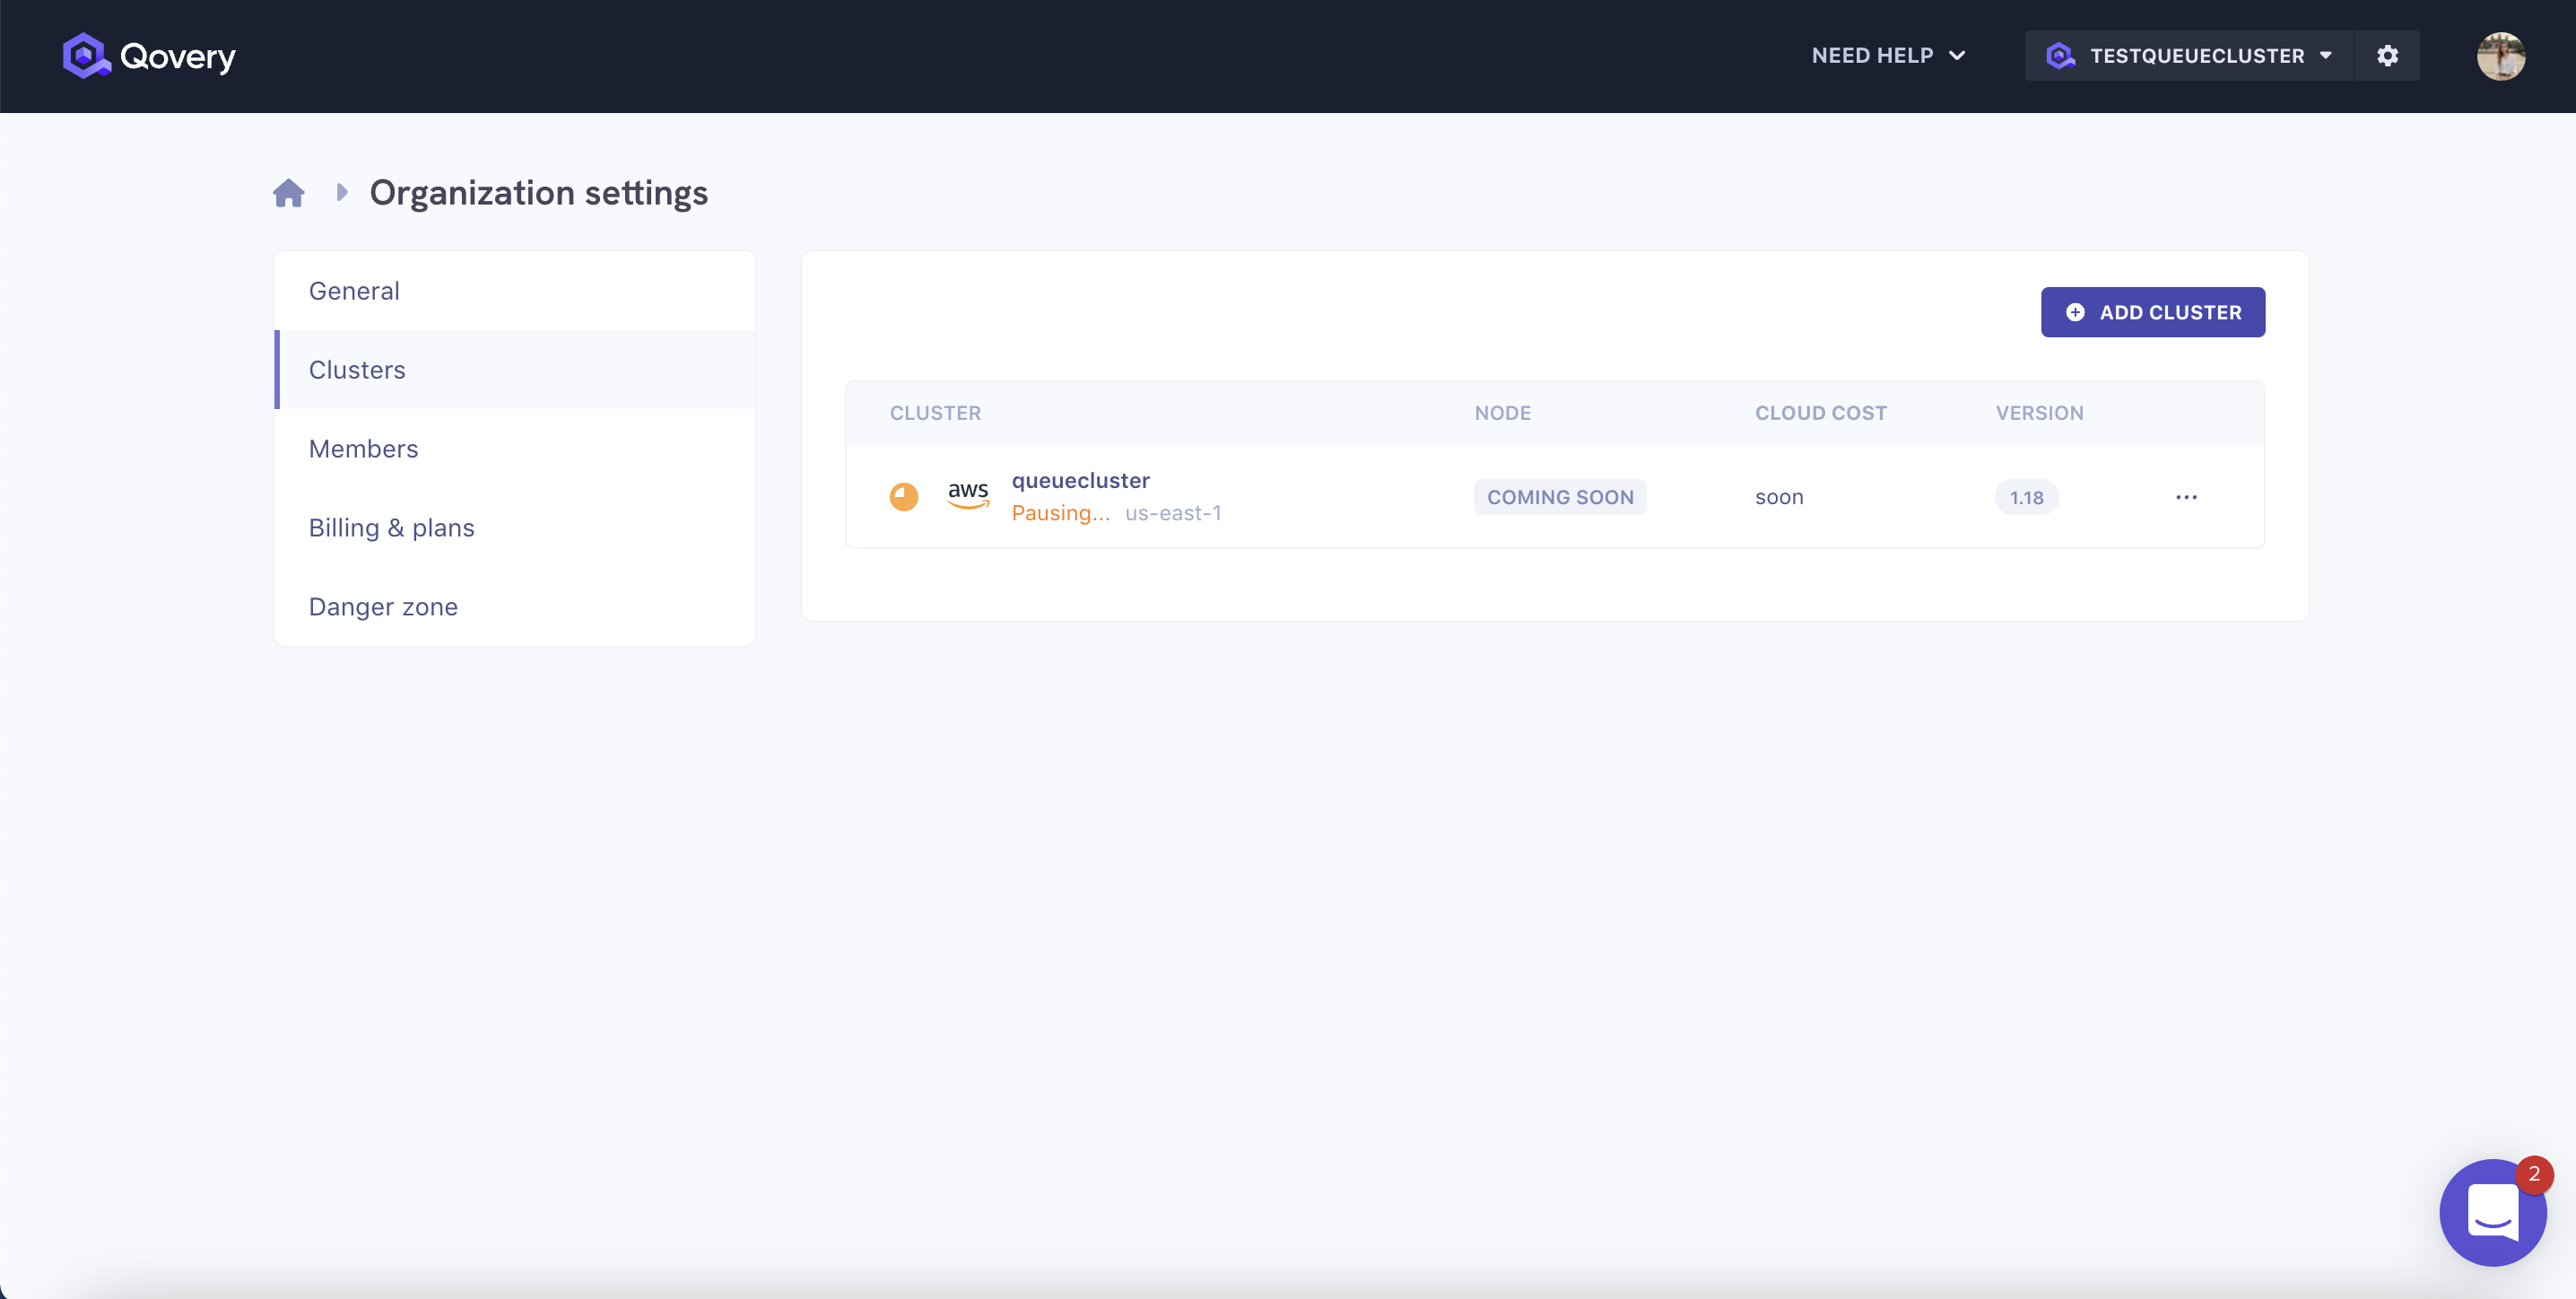 Qovery
NEED HELP
TESTQUEUECLUSTER
Organization settings
General
Clusters
Members
Billing & plans
Danger zone
ADD CLUSTER
CLUSTER NODE CLOUD COST VERSION
aws
queuecluster
Pausing... us-east-1
COMING SOON
soon
1.18
2